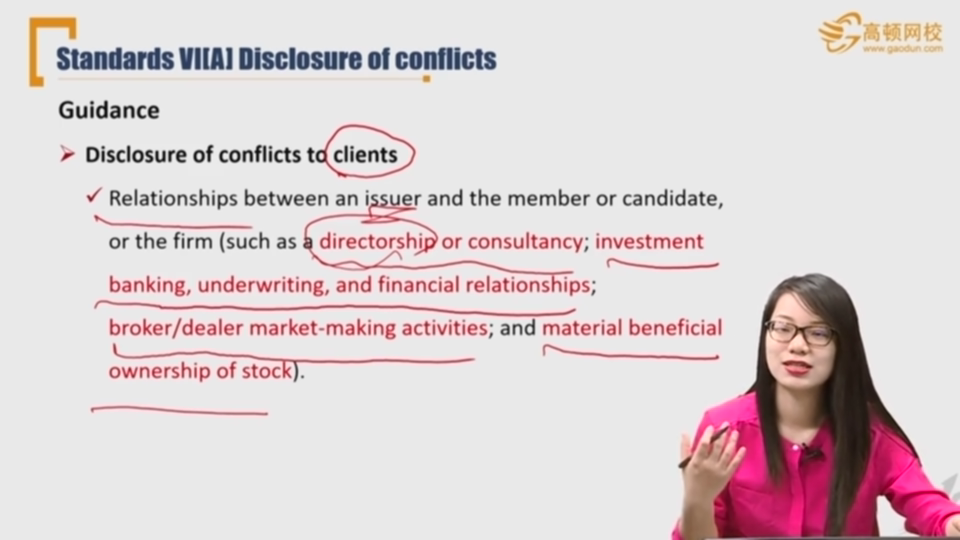 高顿网校
www.gaodun.com
Standards VI[A] Disclosure of conflicts
Guidance
Disclosure of conflicts to clients
Relationships between an issuer and the member or candidate,
or the firm (such as a directorship or consultancy; investment
banking, underwriting, and financial relationships;
broker/dealer market-making activities; and material beneficial
ownership of stock).